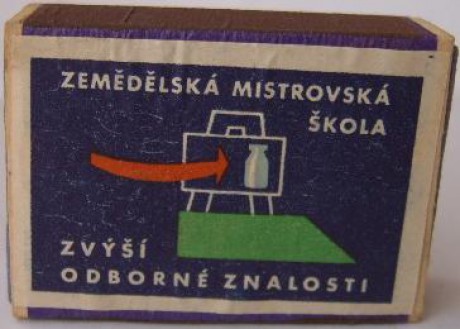 ZEMĚDĚLSKÁ MISTROVSKÁ
ŠKOLA
ZVÝŠÍ
ODBORNÉ ZNALOSTI